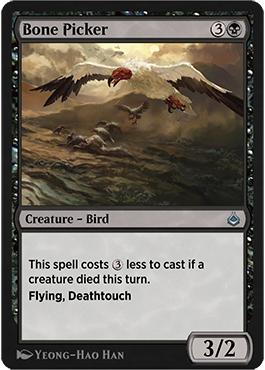 Bone Picker 3
Creature – Bird
This spell costs 3 less to cast if a
creature died this turn.
Flying, Deathtouch
3/2
Yeong-Hao Han